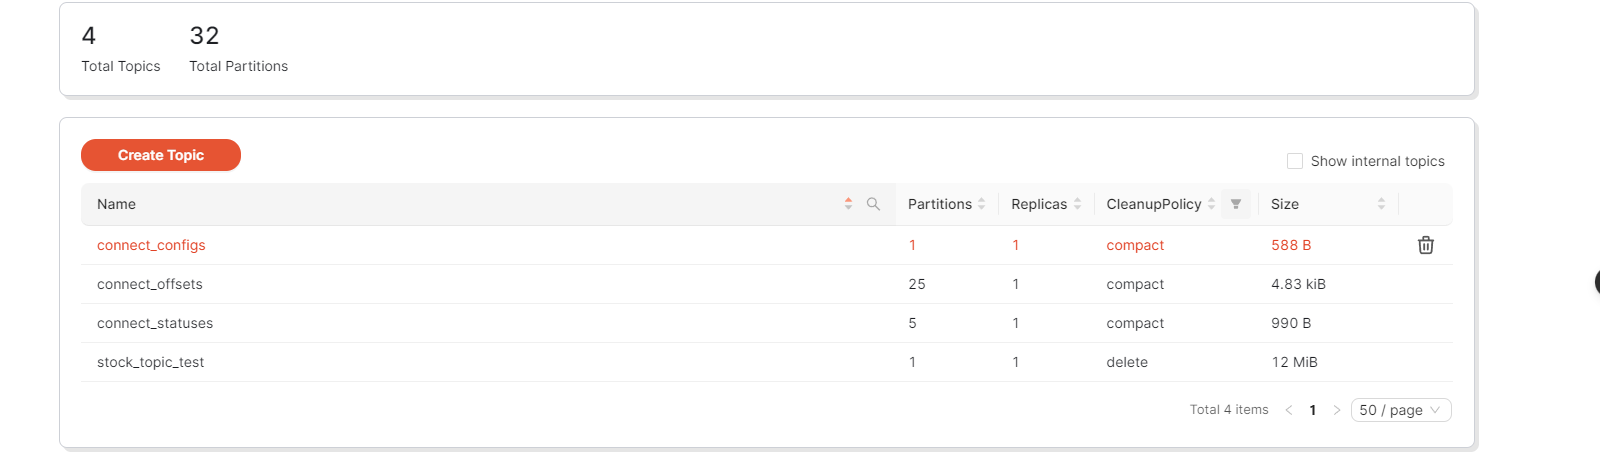 4 32
Total Topics Total Partitions
Create Topic
Show internal topics
Name Partitions Replicas CleanupPolicy Size
connect_configs 1 1 compact 588 B
connect_offsets 25 1 compact 4.83 kiB
connect_statuses 5 1 compact 990 B
stock_topic_test 1 1 delete 12 MiB
Total 4 items < 1 > 50 / page